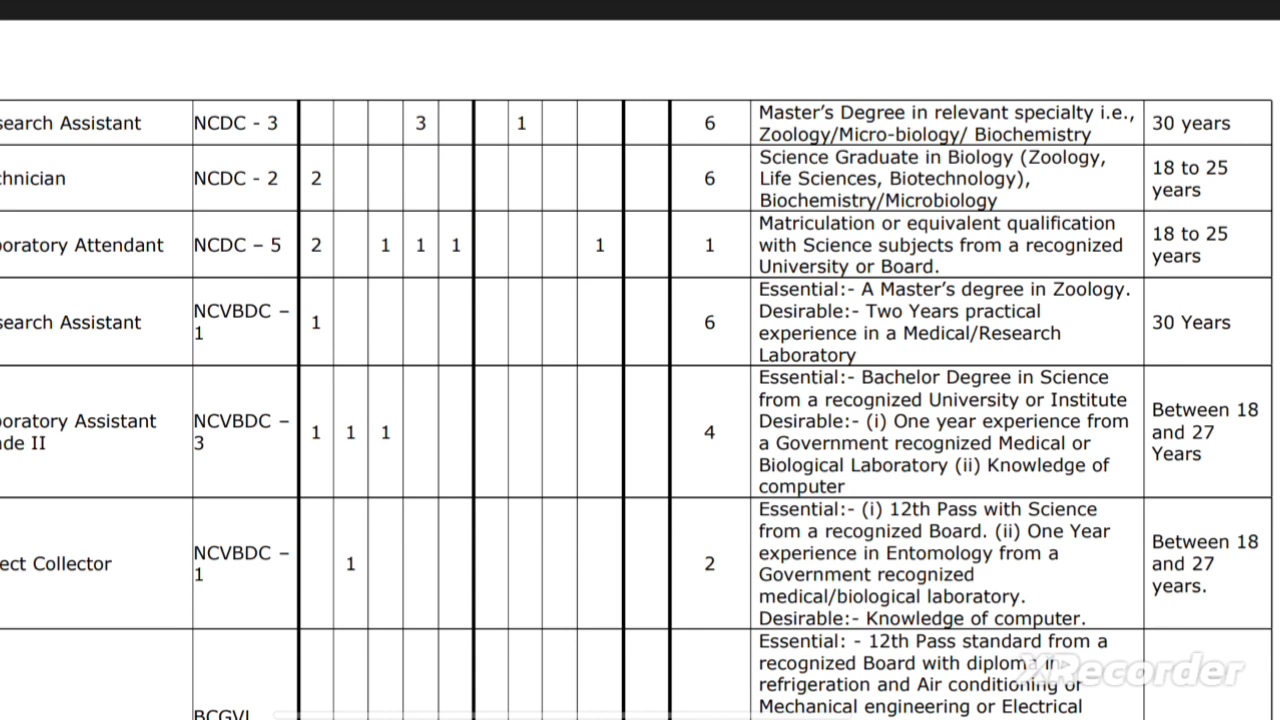 search Assistant NCDC - 3 3 1 6 Master's Degree in relevant specialty i.e., 30 years
Zoology/Micro-biology/ Biochemistry
chnician NCDC - 2 2 6 Science Graduate in Biology (Zoology, 18 to 25
Life Sciences, Biotechnology), years
Biochemistry/Microbiology
boratory Attendant NCDC – 5 2 1 1 1 1 1 Matriculation or equivalent qualification 18 to 25
with Science subjects from a recognized years
University or Board.
search Assistant NCVBDC – 1 6 Essential:- A Master's degree in Zoology. 30 Years
1 Desirable:- Two Years practical
experience in a Medical/Research
Laboratory
boratory Assistant NCVBDC – 1 1 1 4 Essential:- Bachelor Degree in Science Between 18
de II 3 from a recognized University or Institute and 27
Desirable:- (i) One year experience from Years
a Government recognized Medical or
Biological Laboratory (ii) Knowledge of
computer
ect Collector NCVBDC – 1 2 Essential:- (i) 12th Pass with Science Between 18
1 from a recognized Board. (ii) One Year and 27
experience in Entomology from a years.
Government recognized
medical/biological laboratory.
Desirable:- Knowledge of computer.
BCGVL Essential: - 12th Pass standard from a
recognized Board with diploma in
refrigeration and Air conditioning or
Mechanical engineering or Electrical
XRecorder